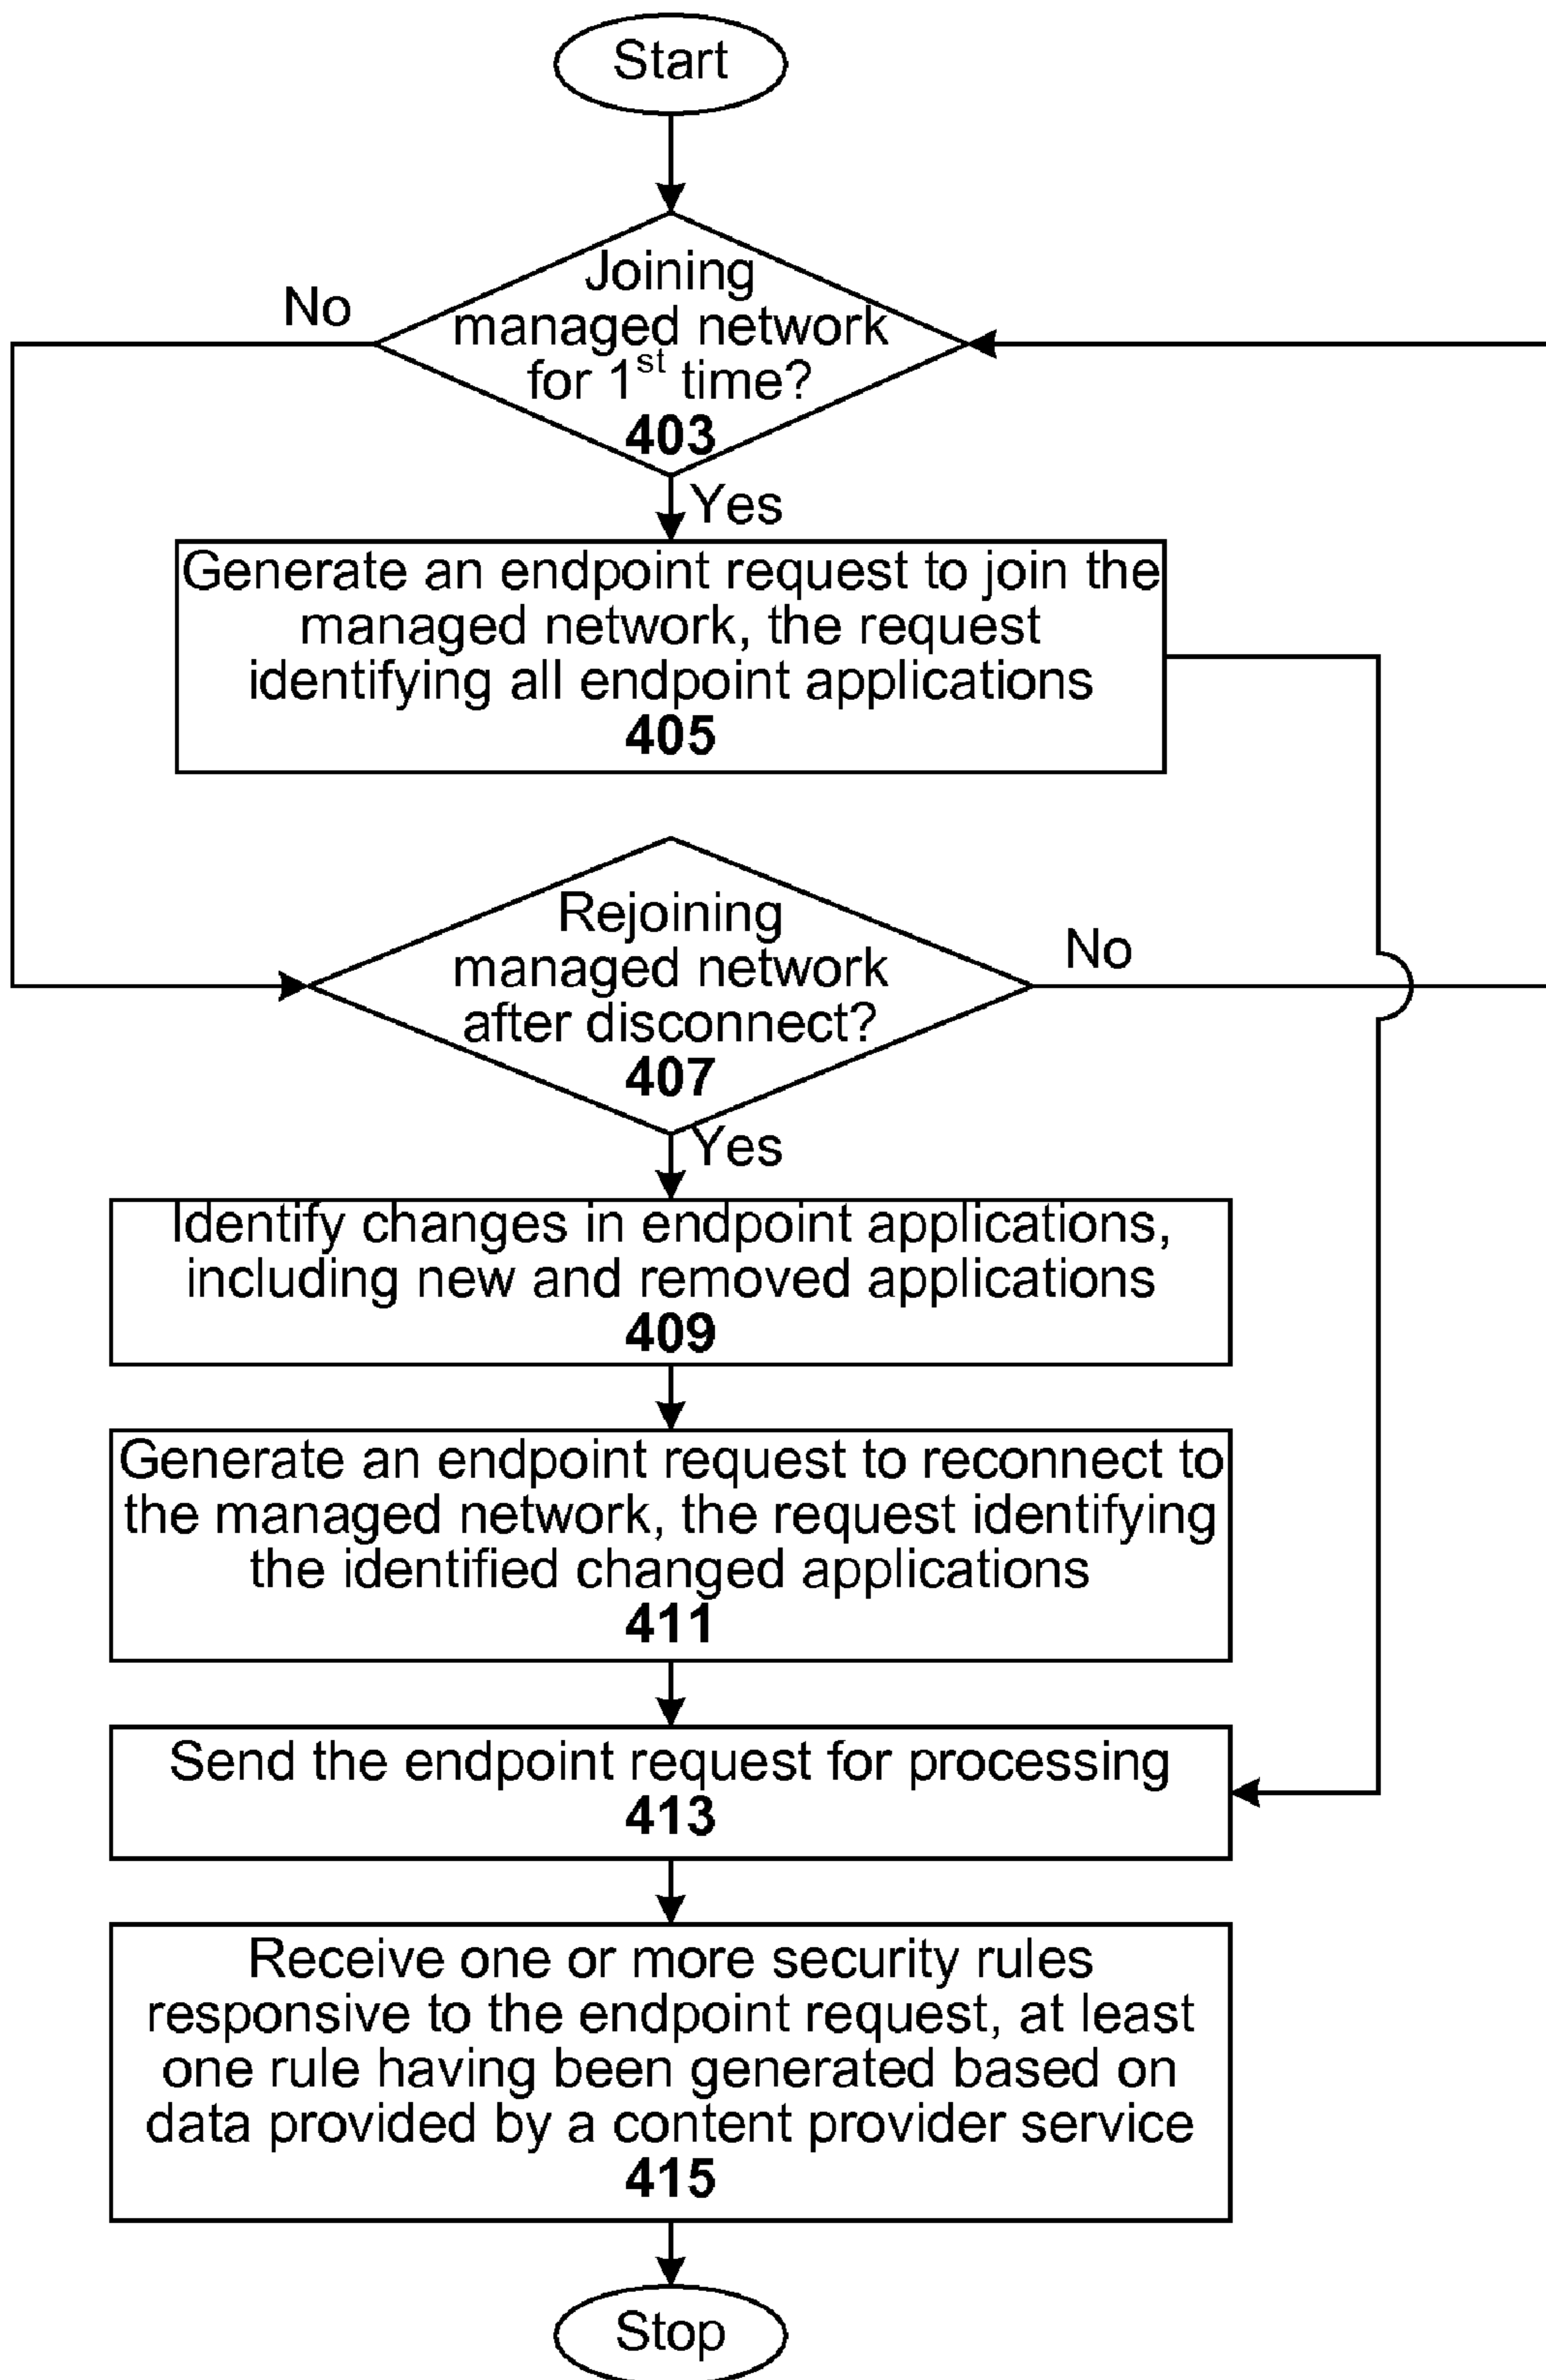 Start
Joining
managed network
for 1st time?
403
No
Yes
Generate an endpoint request to join the
managed network, the request
identifying all endpoint applications
405
Rejoining
managed network
after disconnect?
407
No
Yes
Identify changes in endpoint applications,
including new and removed applications
409
Generate an endpoint request to reconnect to
the managed network, the request identifying
the identified changed applications
411
Send the endpoint request for processing
413
Receive one or more security rules
responsive to the endpoint request, at least
one rule having been generated based on
data provided by a content provider service
415
Stop